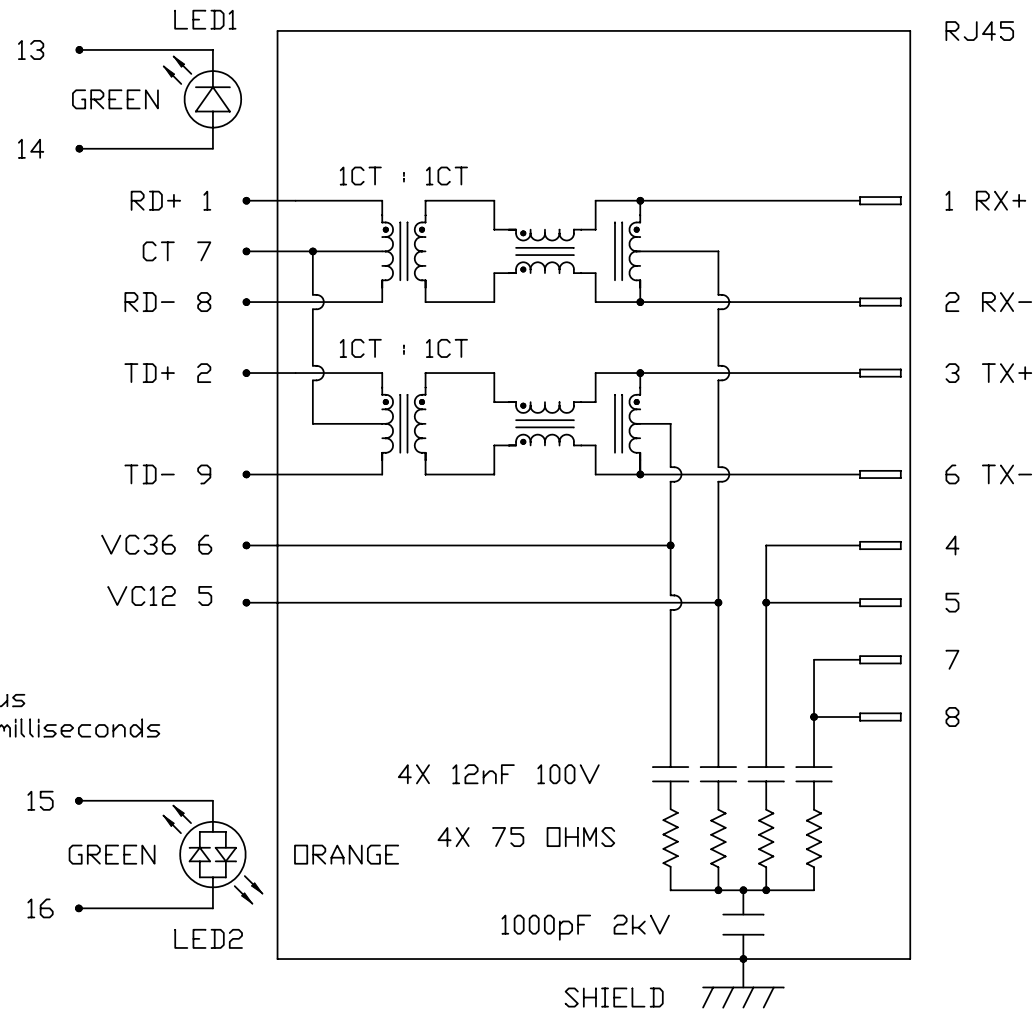 LED1
RJ45
13
GREEN
14
1CT : 1CT
RD+ 1
1 RX+
CT 7
RD- 8
2 RX-
1CT : 1CT
TD+ 2
3 TX+
TD- 9
6 TX-
VC36 6
4
VC12 5
5
7
us
8
milliseconds
4X 12nF 100V
15
4X 75 OHMS
GREEN
ORANGE
16
1000pF 2kV
LED2
SHIELD